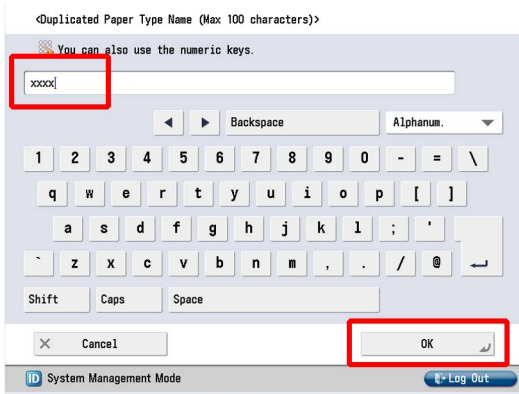 <Duplicated Paper Type Name (Max 100 characters)>
You can also use the numeric keys.
xxxx
Backspace Alphanum.
1 2 3 4 5 6 7 8 9 0 - = \
q w e r t y u i o p [ ]
a s d f g h j k l ; '
` z x c v b n m , . / @
Shift Caps Space
Cancel OK
ID System Management Mode Log Out